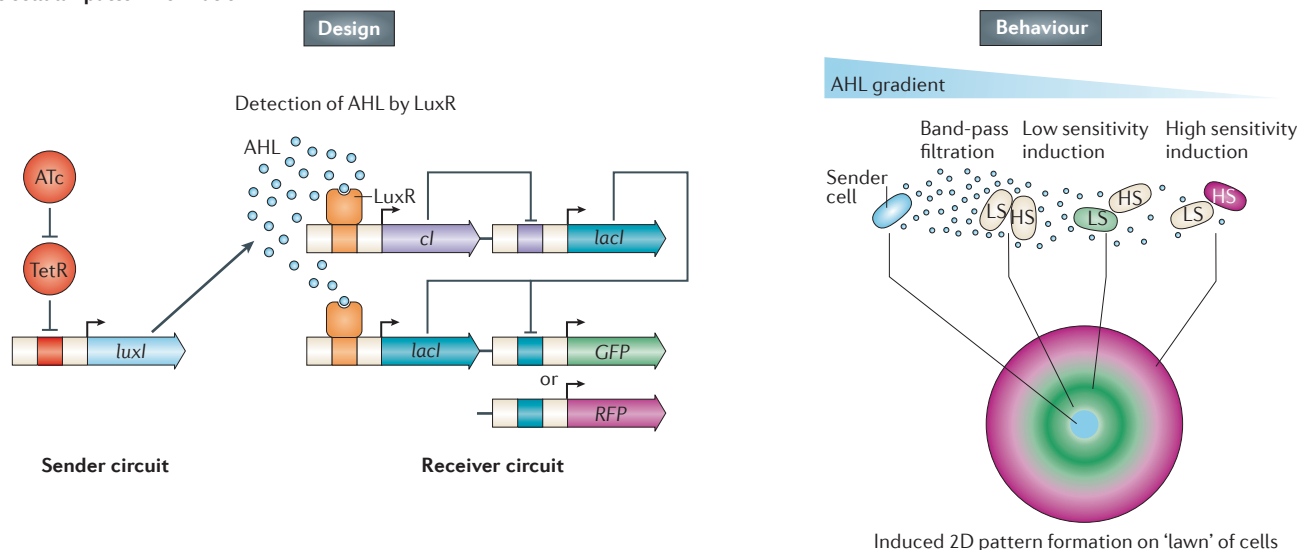 Design
Behaviour
Detection of AHL by LuxR
AHL gradient
AHL
Band-pass
filtration
Low sensitivity
induction
High sensitivity
induction
ATc
LuxR
Sender
cell
LS
HS
LS
HS
LS
HS
cI
lacI
TetR
luxI
lacI
GFP
or
RFP
Sender circuit
Receiver circuit
Induced 2D pattern formation on ‘lawn’ of cells